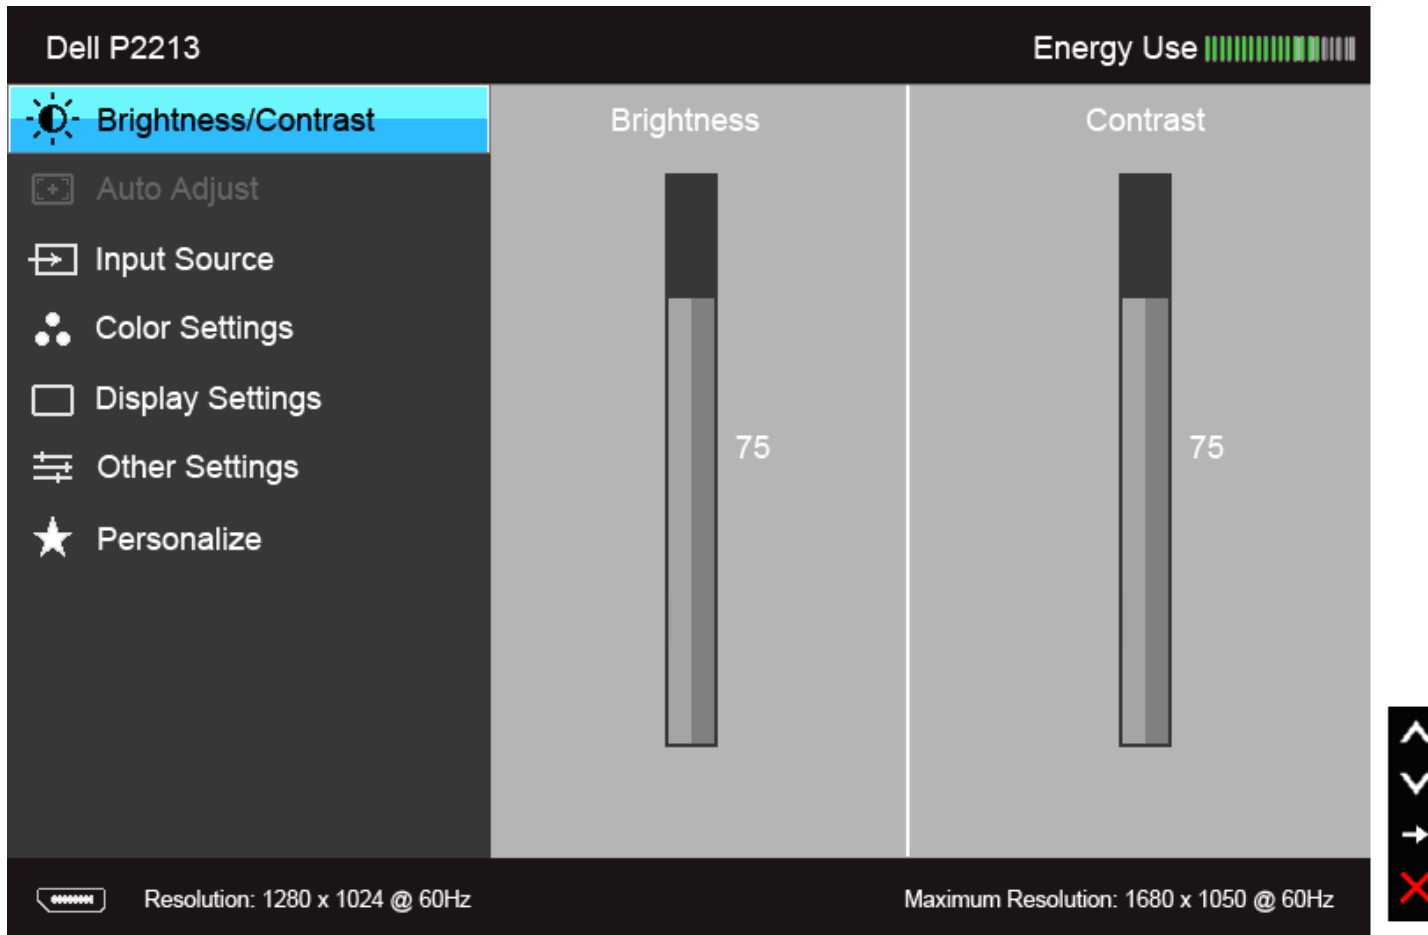 Dell P2213
Energy Use
Brightness/Contrast
Auto Adjust
Input Source
Color Settings
Display Settings
Other Settings
Personalize
Brightness
75
Contrast
75
Resolution: 1280 x 1024 @ 60Hz
Maximum Resolution: 1680 x 1050 @ 60Hz